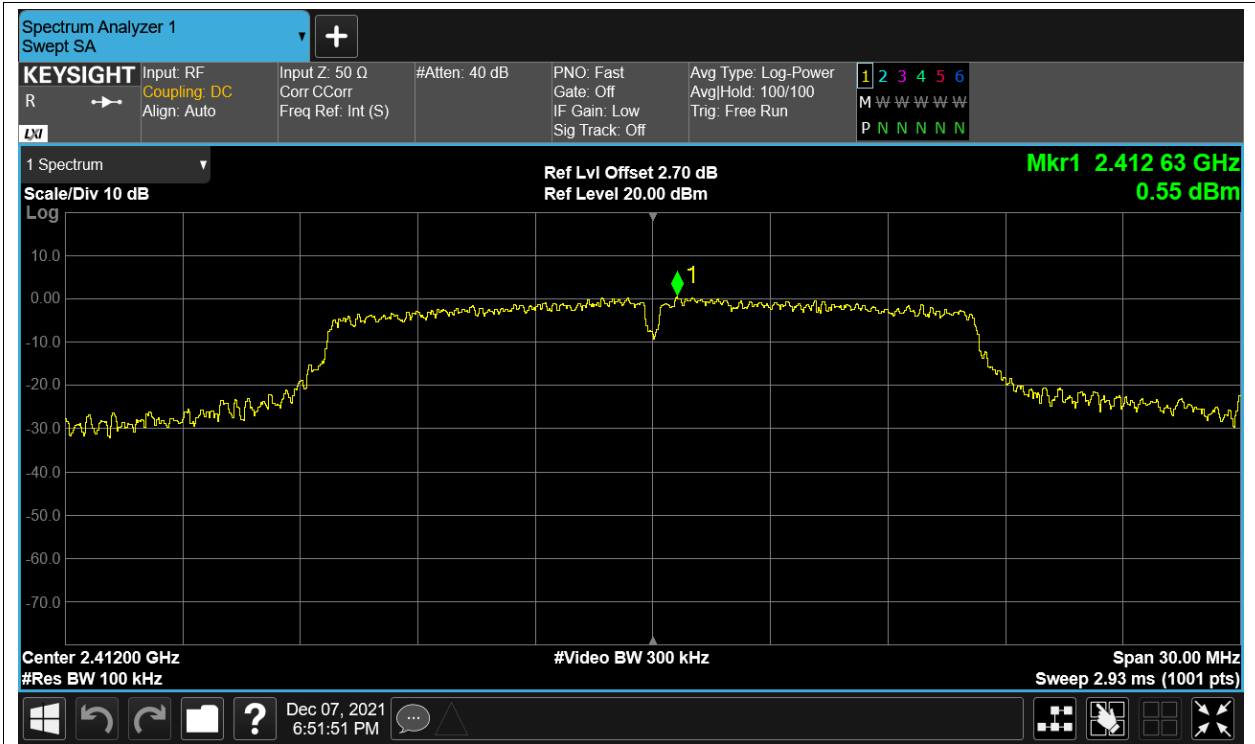 Spectrum Analyzer 1
Swept SA
+
KEYSIGHT
R
LXI
Input: RF
Coupling: DC
Align: Auto
Input Z: 50 Ω
Corr CCorr
Freq Ref: Int (S)
#Atten: 40 dB
PNO: Fast
Gate: Off
IF Gain: Low
Sig Track: Off
Avg Type: Log-Power
Avg|Hold: 100/100
Trig: Free Run
1 2 3 4 5 6
M W W W W W
P N N N N N
1 Spectrum
Scale/Div 10 dB
Log
Ref Lvl Offset 2.70 dB
Ref Level 20.00 dBm
Mkr1 2.412 63 GHz
0.55 dBm
10.0
0.00
-10.0
-20.0
-30.0
-40.0
-50.0
-60.0
-70.0
1
Center 2.41200 GHz
#Res BW 100 kHz
#Video BW 300 kHz
Span 30.00 MHz
Sweep 2.93 ms (1001 pts)
?
Dec 07, 2021
6:51:51 PM